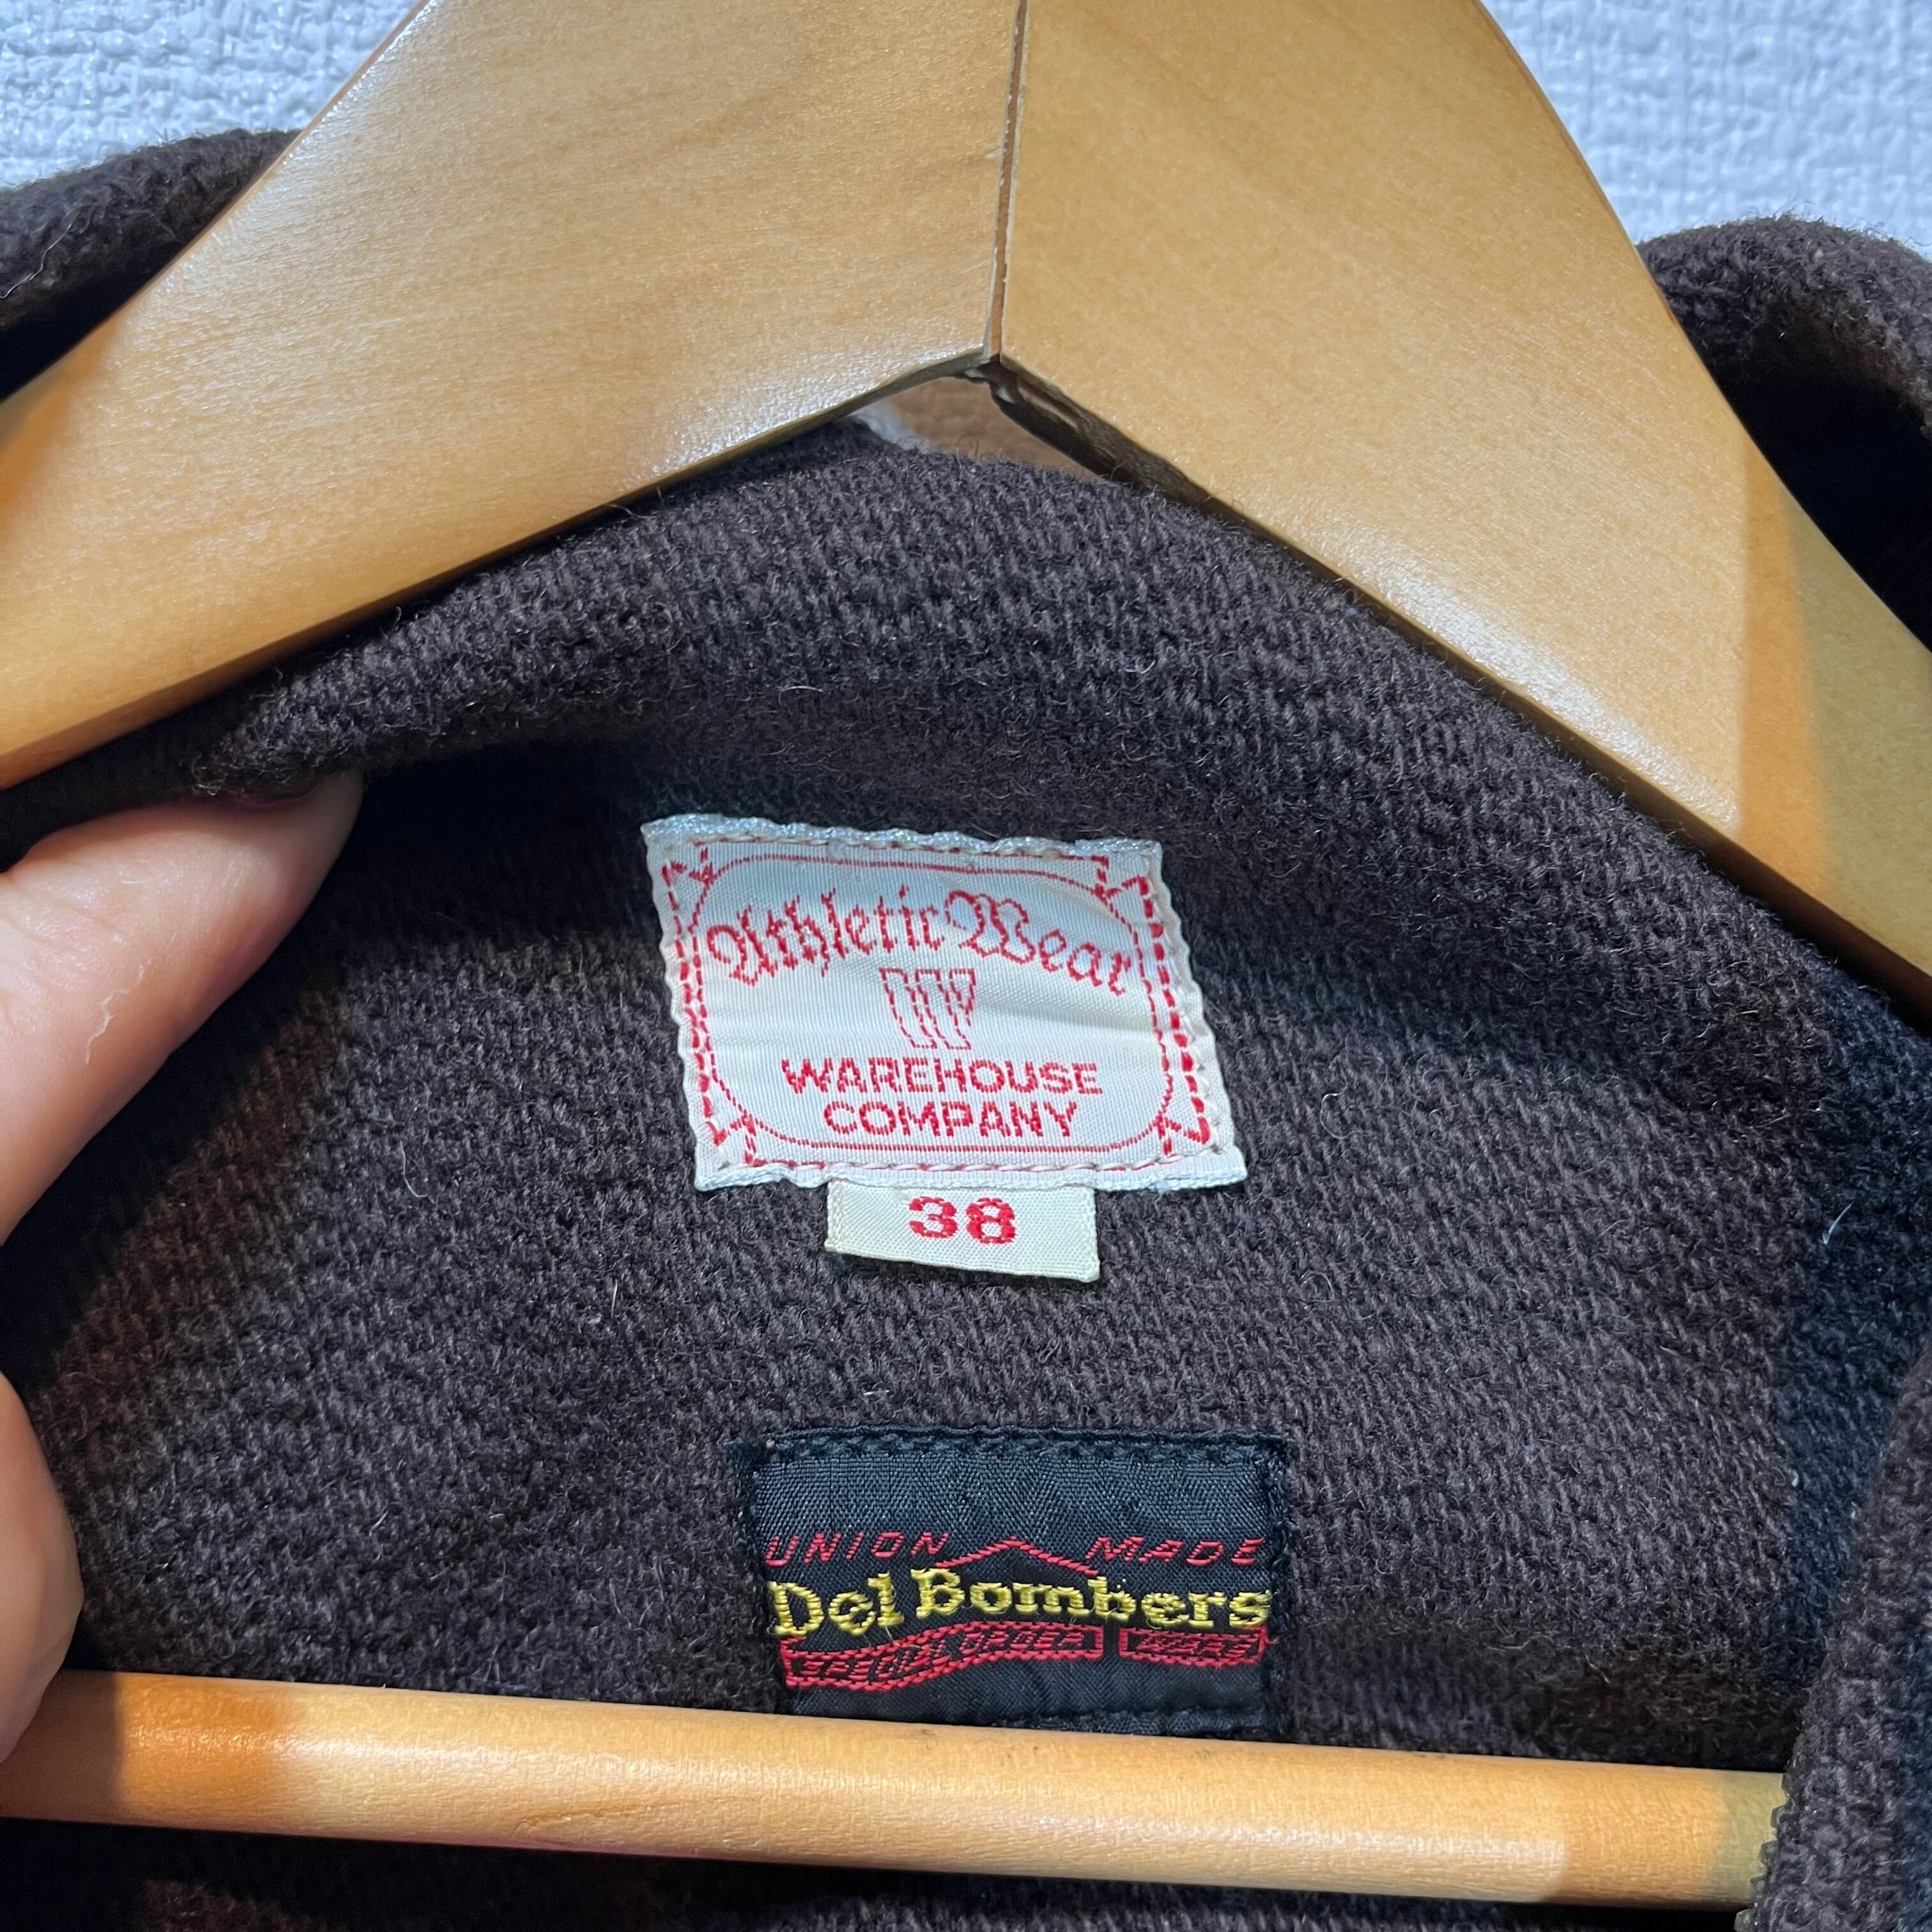 Athletic Wear
W
WAREHOUSE
COMPANY
38
UNION MADE
Del Bombers